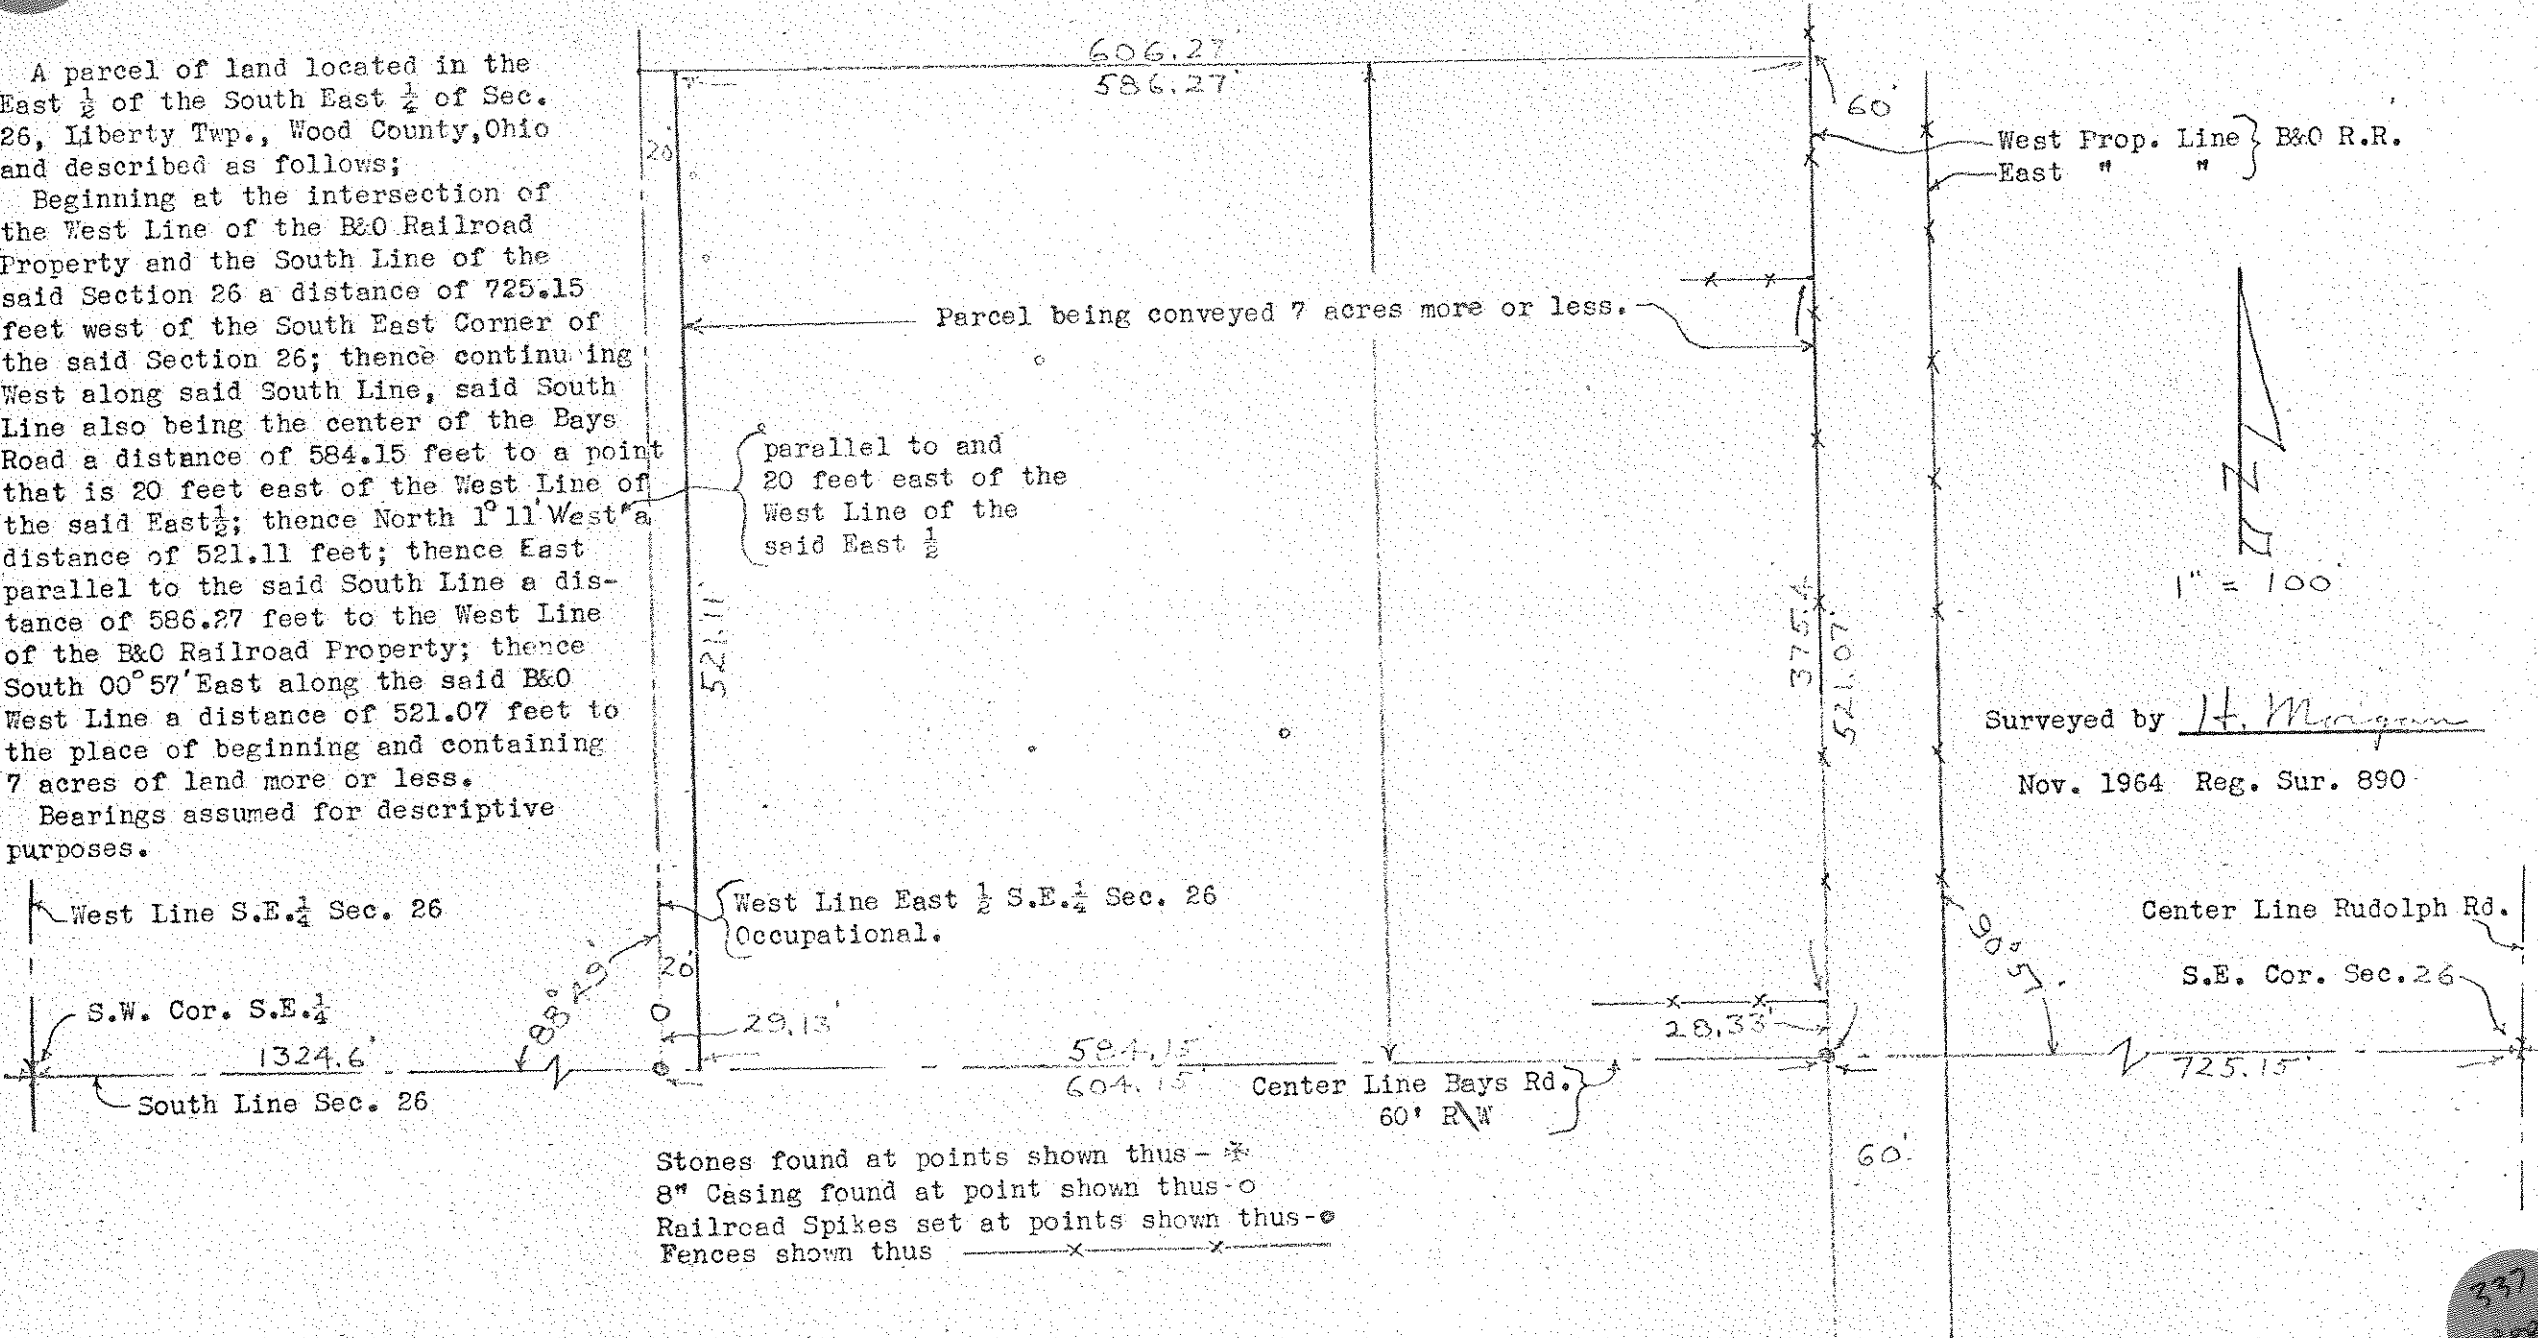 A parcel of land located in the
East ½ of the South East ¼ of Sec.
26, Liberty Twp., Wood County,Ohio
and described as follows;
Beginning at the intersection of
the West Line of the B&O Railroad
Property and the South Line of the
said Section 26 a distance of 725.15
feet west of the South East Corner of
the said Section 26; thence continuing
West along said South Line, said South
Line also being the center of the Bays
Road a distance of 584.15 feet to a point
that is 20 feet east of the West Line of
the said East½; thence North 1°11' West a
distance of 521.11 feet; thence East
parallel to the said South Line a dis-
tance of 586.27 feet to the West Line
of the B&O Railroad Property; thence
South 00°57' East along the said B&O
West Line a distance of 521.07 feet to
the place of beginning and containing
7 acres of land more or less.
Bearings assumed for descriptive
purposes.
606.27
586.27'
20'
60'
West Prop. Line } B&O R.R.
East " "
Parcel being conveyed 7 acres more or less.
parallel to and
20 feet east of the
West Line of the
said East ½
521.11
375.4
521.07'
N
1" = 100'
Surveyed by H. Morigan
Nov. 1964 Reg. Sur. 890
West Line S.E.¼ Sec. 26
West Line East ½ S.E.¼ Sec. 26
Occupational.
Center Line Rudolph Rd.
20'
S.E. Cor. Sec.26
S.W. Cor. S.E.¼
29.13'
28.33'
1324.6'
584.15'
725.15'
604.15'
Center Line Bays Rd.
60' R\W
South Line Sec. 26
60'
Stones found at points shown thus-
8" Casing found at point shown thus-o
Railroad Spikes set at points shown thus-
Fences shown thus ——x——x——
337